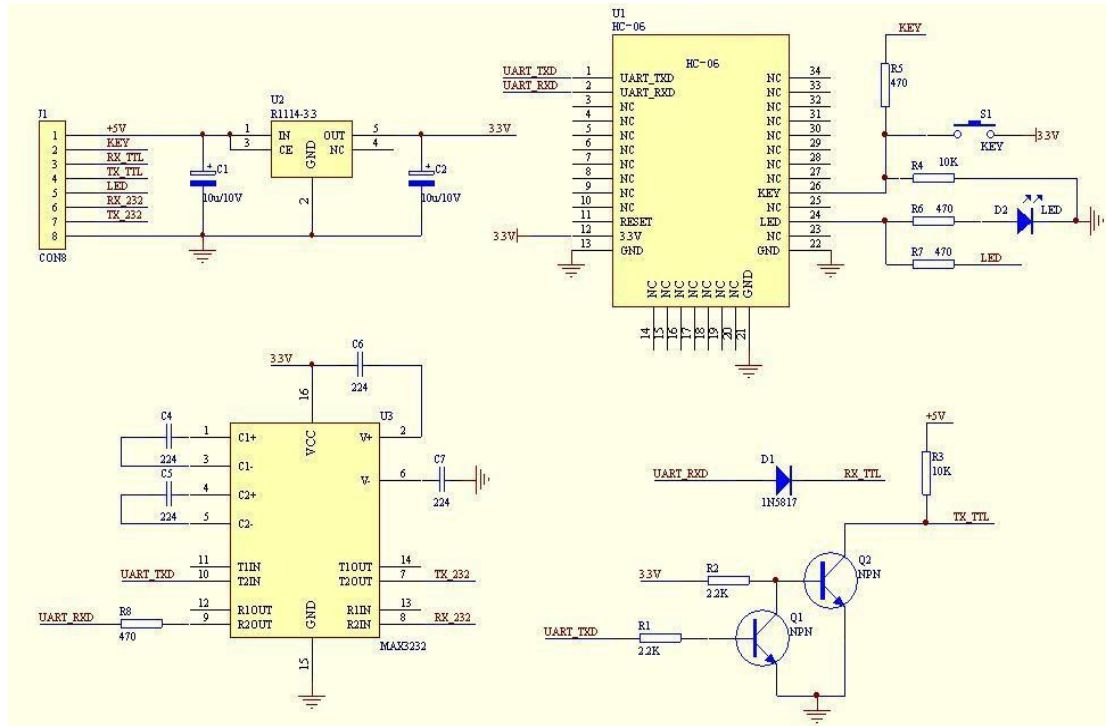 J1
1 +5V
2 KEY
3 RX_TTL
4 TX_TTL
5 LED
6 RX_232
7 TX_232
8
CON8
U2
R1114-33
1 IN OUT 5
3 CE NC 4
GND
2
3.3V
C1
+
10u/10V
C2
+
10u/10V
U1
HC-06
HC-06
UART_TXD 1 UART_TXD
UART_RXD 2 UART_RXD
3 NC
4 NC
5 NC
6 NC
7 NC
8 NC
9 NC
10 NC
11 RESET
3.3V 12 3.3V
13 GND
NC 34
NC 33
NC 32
NC 31
NC 30
NC 29
NC 28
NC 27
KEY 26
NC 25
LED 24
NC 23
GND 22
NC NC NC NC NC NC NC GND
14 15 16 17 18 19 20 21
KEY
R5
470
S1
KEY
3.3V
R4 10K
R6 470
D2 LED
R7 470
LED
3.3V
C6
224
16
U3
VCC
C4
224
1 C1+
3 C1-
C5
224
4 C2+
5 C2-
V+ 2
V- 6
C7
224
11 T1IN
UART_TXD 10 T2IN
12 R1OUT
UART_RXD R8 9 R2OUT
470
T1OUT 14
T2OUT 7 TX_232
R1IN 13
R2IN 8 RX_232
GND
MAX3232
15
UART_RXD D1 RX_TTL
1N5817
+5V
R3
10K
TX_TTL
Q2
NPN
3.3V R2
2.2K
Q1
NPN
UART_TXD R1
2.2K